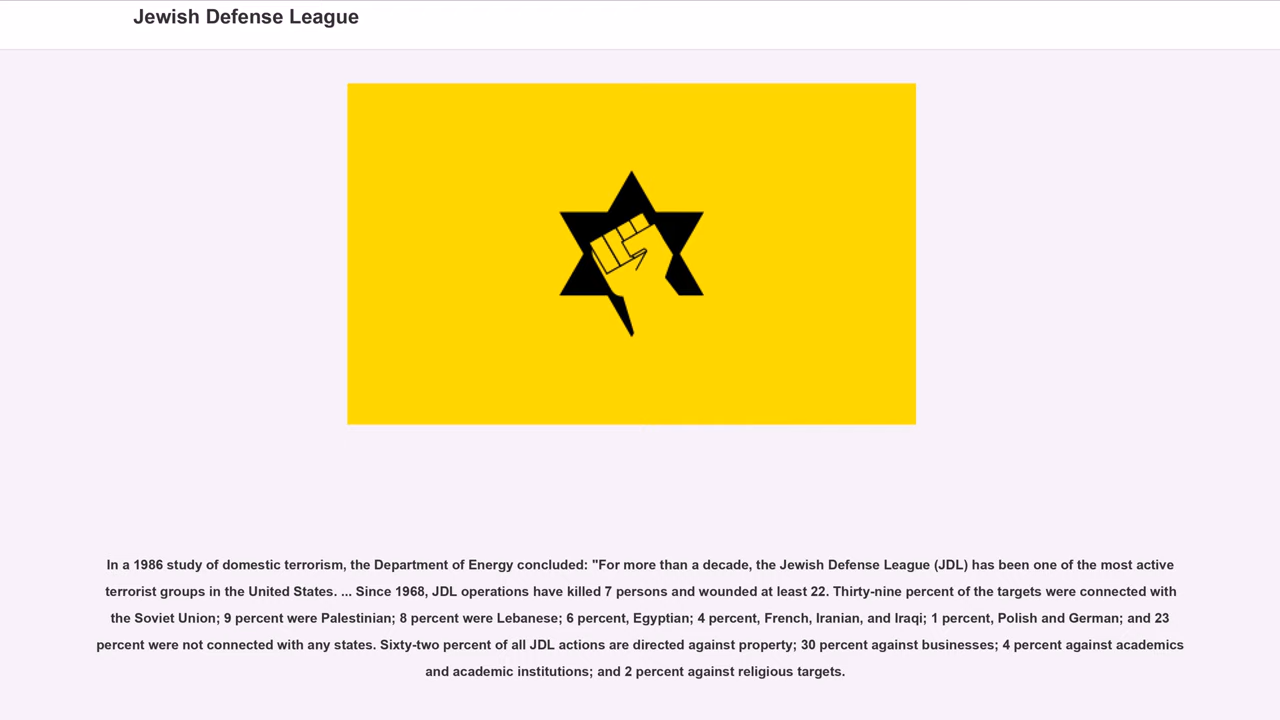 Jewish Defense League
In a 1986 study of domestic terrorism, the Department of Energy concluded: "For more than a decade, the Jewish Defense League (JDL) has been one of the most active
terrorist groups in the United States. ... Since 1968, JDL operations have killed 7 persons and wounded at least 22. Thirty-nine percent of the targets were connected with
the Soviet Union; 9 percent were Palestinian; 8 percent were Lebanese; 6 percent, Egyptian; 4 percent, French, Iranian, and Iraqi; 1 percent, Polish and German; and 23
percent were not connected with any states. Sixty-two percent of all JDL actions are directed against property; 30 percent against businesses; 4 percent against academics
and academic institutions; and 2 percent against religious targets.